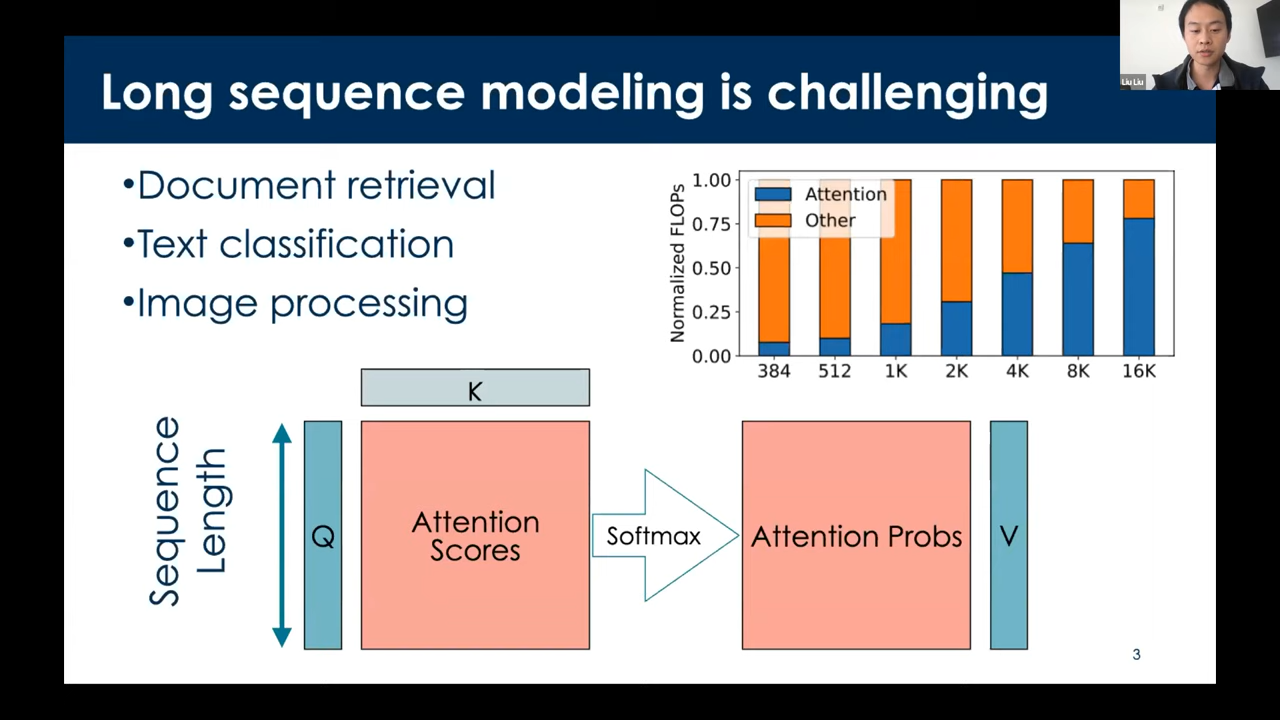 Liu Liu
Long sequence modeling is challenging
•Document retrieval
•Text classification
•Image processing
Normalized FLOPs
1.00
0.75
0.50
0.25
0.00
Attention
Other
384 512 1K 2K 4K 8K 16K
K
Sequence
Length
Q
Attention
Scores
Softmax
Attention Probs
V
3